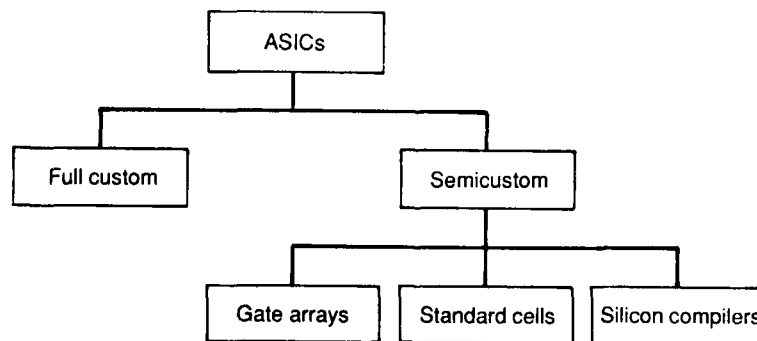 ASICs
Full custom
Semicustom
Gate arrays
Standard cells
Silicon compilers